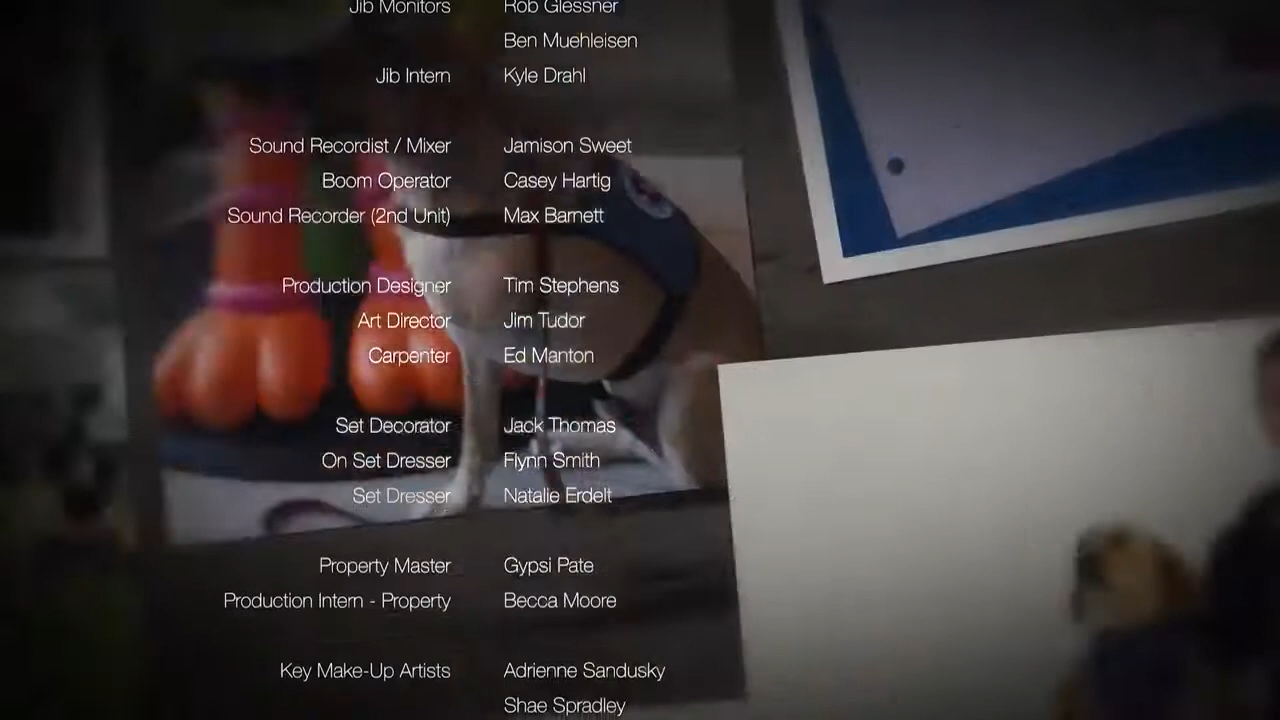 Jib Monitors Rob Glessner
Ben Muehleisen
Jib Intern Kyle Drahl
Sound Recordist / Mixer Jamison Sweet
Boom Operator Casey Hartig
Sound Recorder (2nd Unit) Max Barnett
Production Designer Tim Stephens
Art Director Jim Tudor
Carpenter Ed Manton
Set Decorator Jack Thomas
On Set Dresser Flynn Smith
Set Dresser Natalie Erdelt
Property Master Gypsi Pate
Production Intern - Property Becca Moore
Key Make-Up Artists Adrienne Sandusky
Shae Spradley